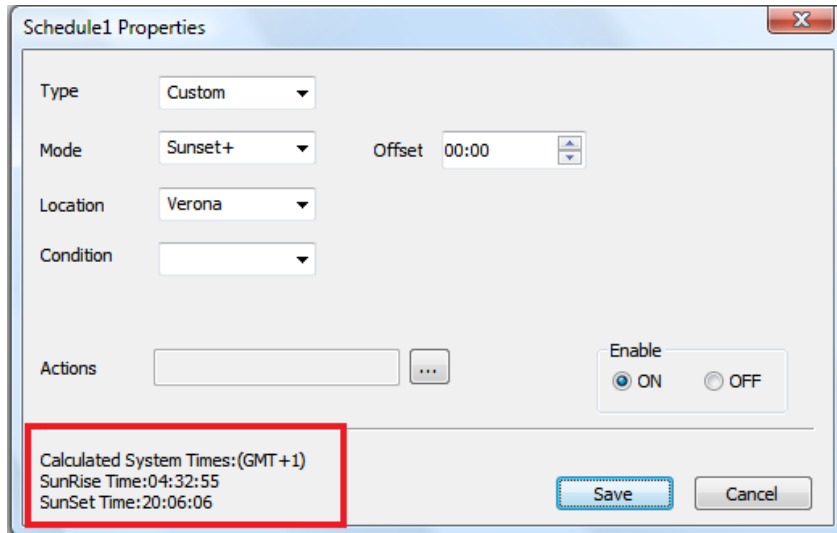 Schedule1 Properties
Type Custom
Mode Sunset+ Offset 00:00
Location Verona
Condition
Enable
Actions ... ON OFF
Calculated System Times:(GMT+1)
SunRise Time:04:32:55
SunSet Time:20:06:06
Save Cancel